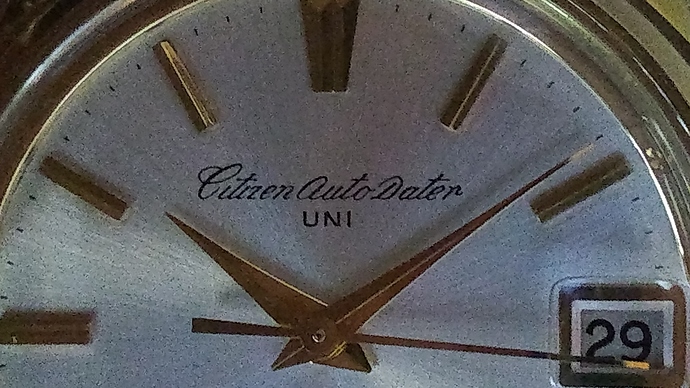 Citizen Auto Dater
UNI
29